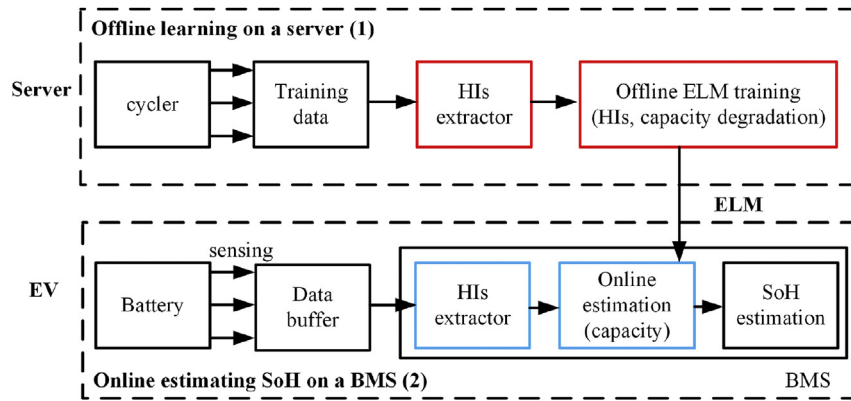 Offline learning on a server (1)
Server
cycler
Training
data
HIs
extractor
Offline ELM training
(HIs, capacity degradation)
ELM
EV
Battery
sensing
Data
buffer
HIs
extractor
Online
estimation
(capacity)
SoH
estimation
Online estimating SoH on a BMS (2)
BMS